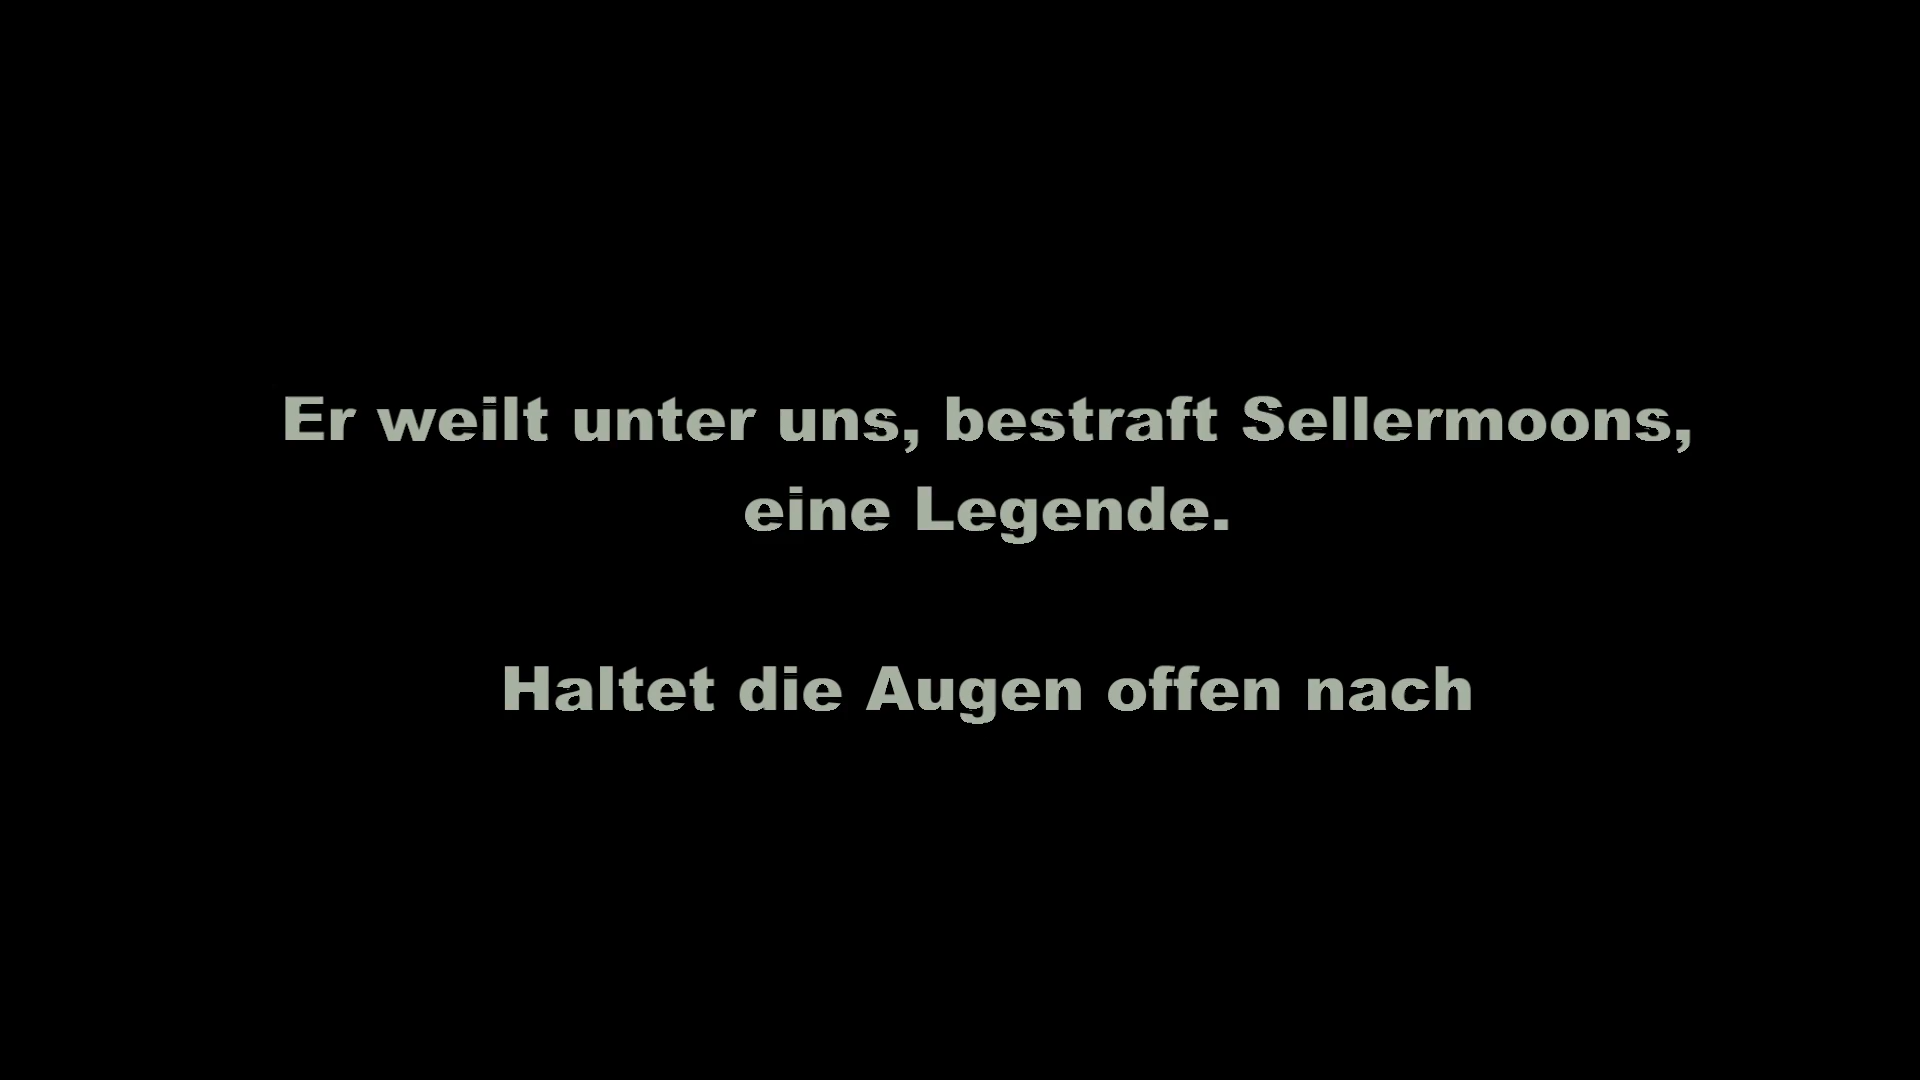 Er weilt unter uns, bestraft Sellermoons,
eine Legende.
Haltet die Augen offen nach